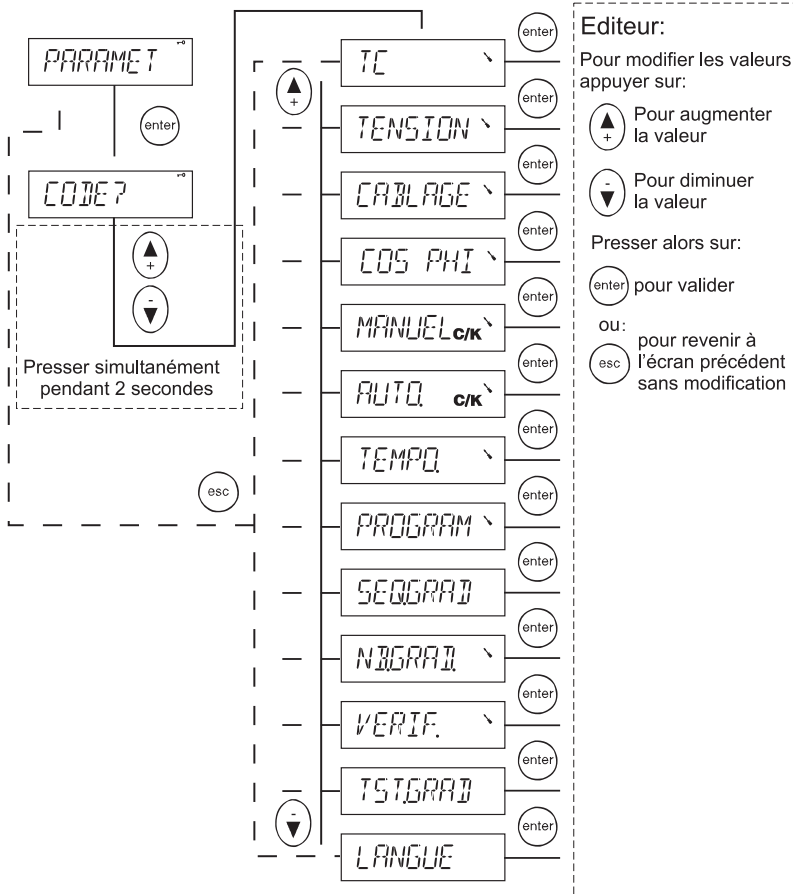 PARAMET
enter
CODE?
+
-
Presser simultanément
pendant 2 secondes
esc
+
-
TC
enter
TENSION
enter
CABLAGE
enter
COS PHI
enter
MANUEL C/K
enter
AUTO. C/K
enter
TEMPO.
enter
PROGRAM
enter
SEQ.GRAD
enter
NB.GRAD.
enter
VERIF.
enter
TST.GRAD
enter
LANGUE
enter
Editeur:
Pour modifier les valeurs
appuyer sur:
+
Pour augmenter
la valeur
-
Pour diminuer
la valeur
Presser alors sur:
enter pour valider
ou:
esc
pour revenir à
l'écran précédent
sans modification